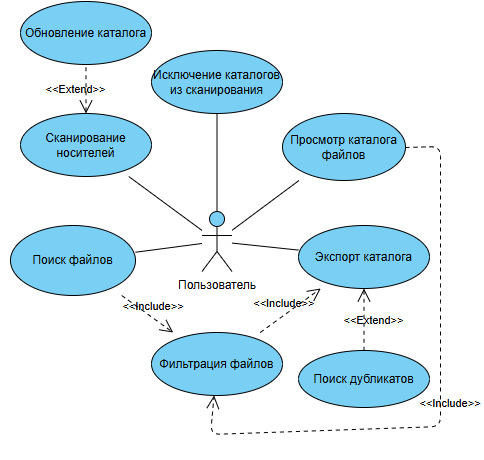 Обновление каталога
<<Extend>>
Исключение каталогов
из сканирования
Сканирование
носителей
Просмотр каталога
файлов
Поиск файлов
Пользователь
Экспорт каталога
<<Include>>
<<Include>>
<<Extend>>
Фильтрация файлов
Поиск дубликатов
<<Include>>